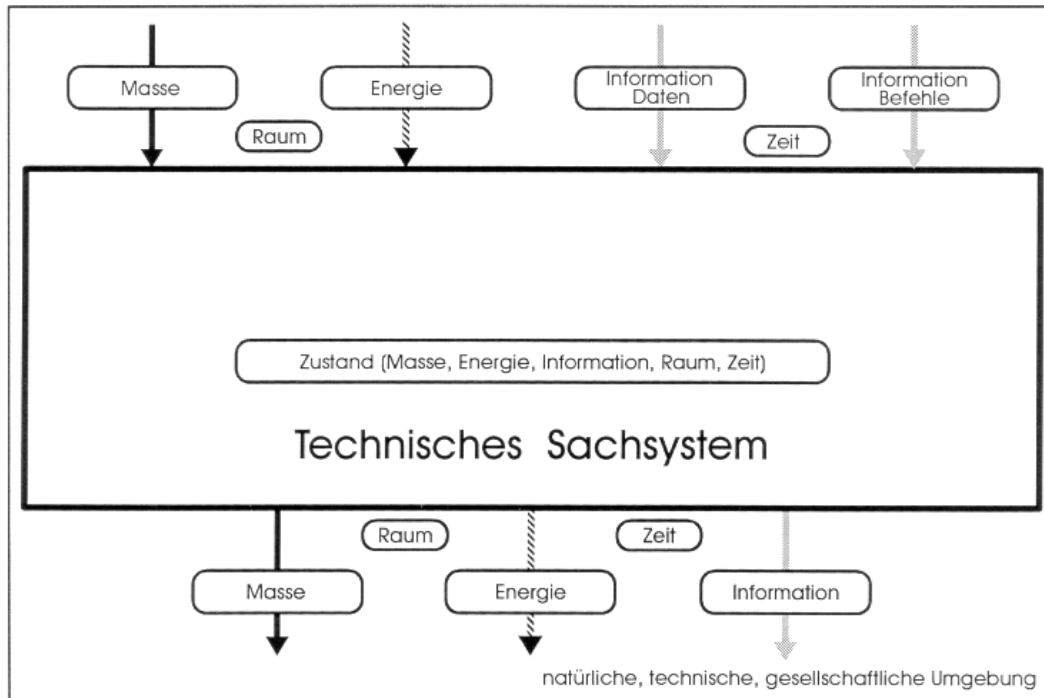 Masse
Energie
Information
Daten
Information
Befehle
Raum
Zeit
Zustand (Masse, Energie, Information, Raum, Zeit)
Technisches Sachsystem
Raum
Zeit
Masse
Energie
Information
natürliche, technische, gesellschaftliche Umgebung